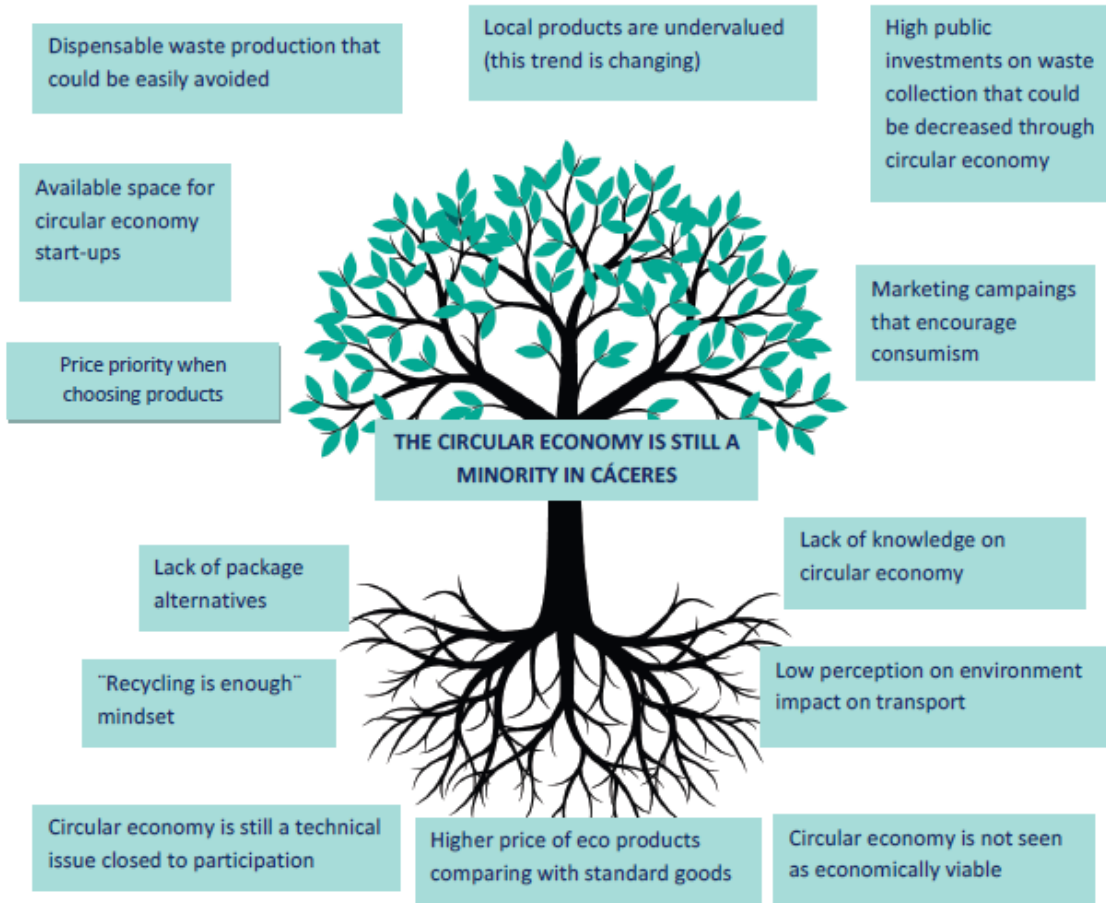 Dispensable waste production that
could be easily avoided
Local products are undervalued
(this trend is changing)
High public
investments on waste
collection that could
be decreased through
circular economy
Available space for
circular economy
start-ups
Marketing campaings
that encourage
consumism
Price priority when
choosing products
THE CIRCULAR ECONOMY IS STILL A
MINORITY IN CÁCERES
Lack of package
alternatives
Lack of knowledge on
circular economy
¨Recycling is enough¨
mindset
Low perception on environment
impact on transport
Circular economy is still a technical
issue closed to participation
Higher price of eco products
comparing with standard goods
Circular economy is not seen
as economically viable